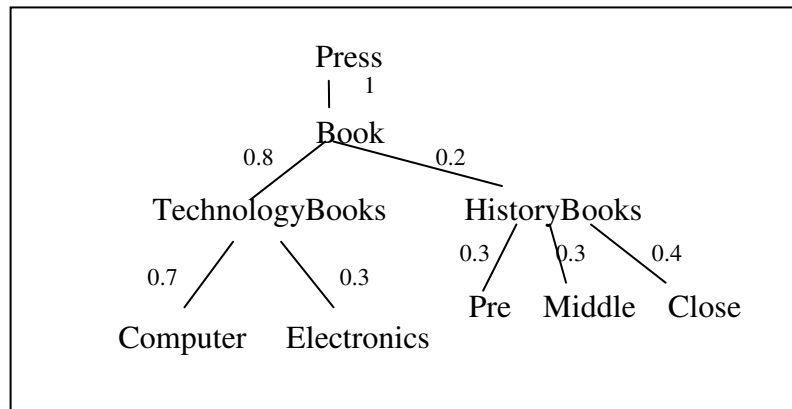 Press
1
Book
0.8 0.2
TechnologyBooks HistoryBooks
0.7 0.3 0.3 0.3 0.4
Pre Middle Close
Computer Electronics